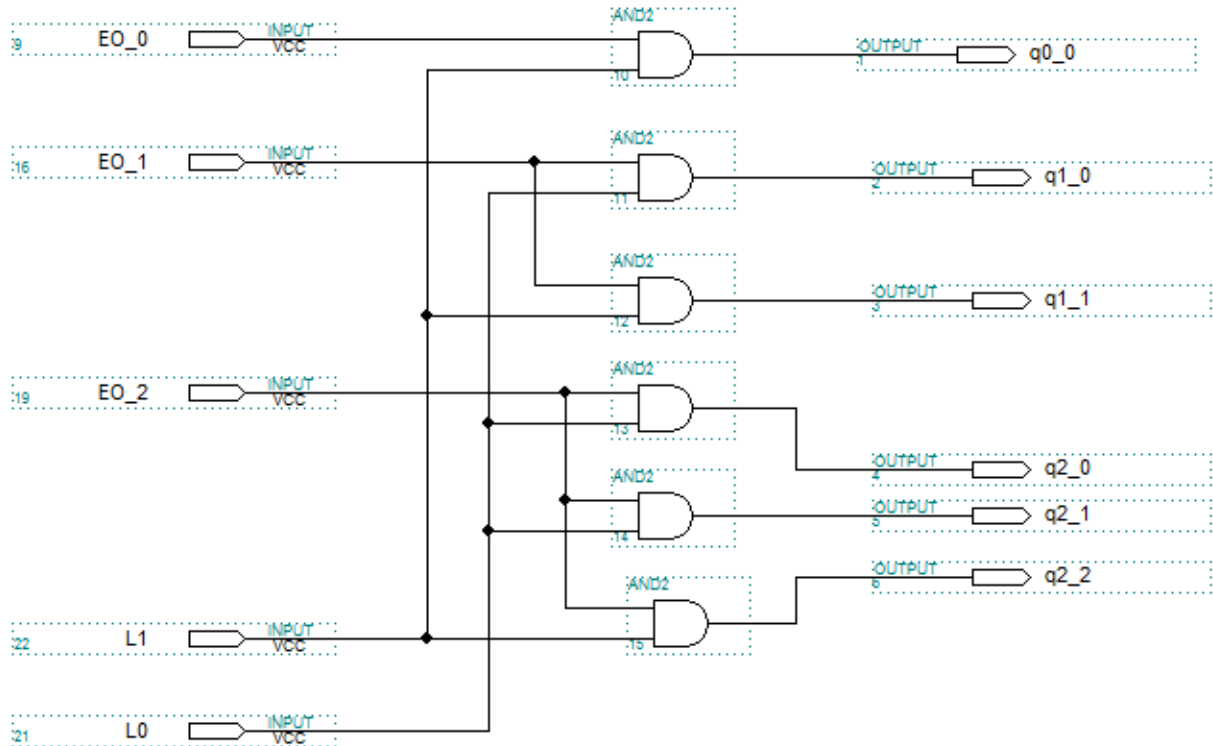 AND2
EO_0 INPUT
9 VCC
10
OUTPUT q0_0
1
AND2
EO_1 INPUT
16 VCC
11
OUTPUT q1_0
2
AND2
12
OUTPUT q1_1
3
AND2
EO_2 INPUT
19 VCC
13
OUTPUT q2_0
4
AND2
14
OUTPUT q2_1
5
OUTPUT q2_2
6
AND2
15
L1 INPUT
22 VCC
L0 INPUT
21 VCC